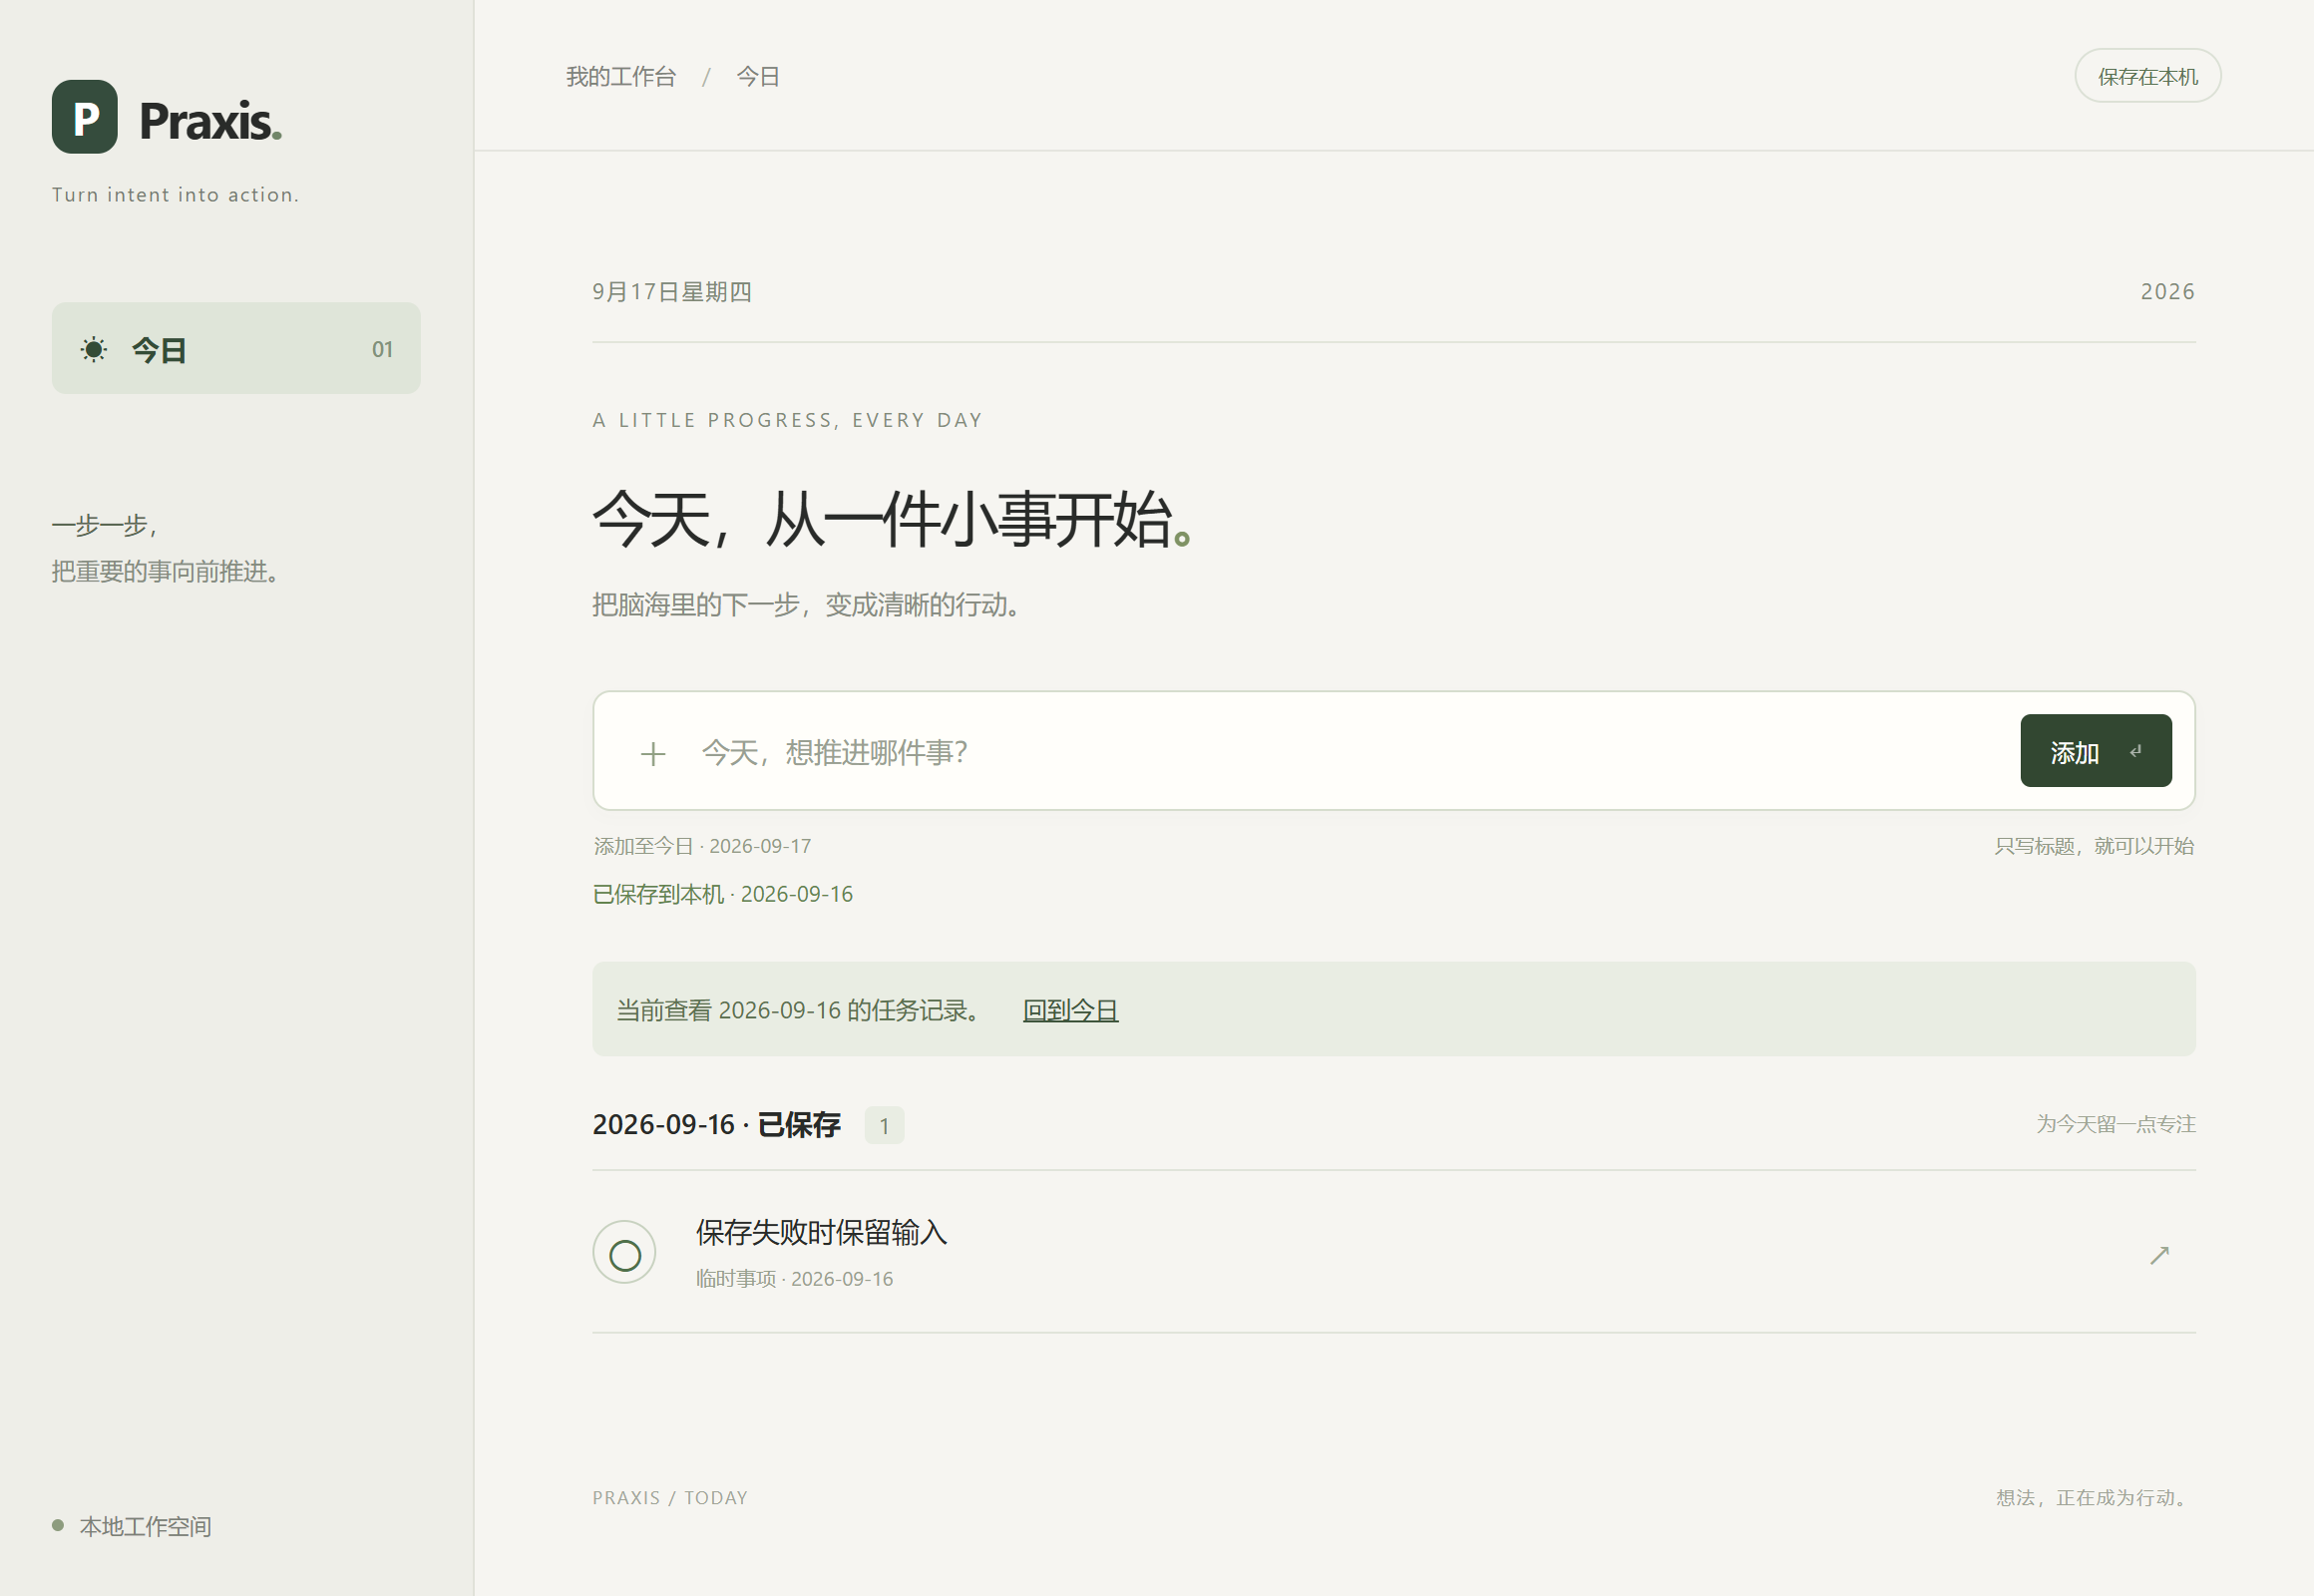 P Praxis.
Turn intent into action.
今日 01
一步一步，
把重要的事向前推进。
本地工作空间
我的工作台 / 今日
保存在本机
9月17日星期四 2026
A LITTLE PROGRESS, EVERY DAY
今天，从一件小事开始。
把脑海里的下一步，变成清晰的行动。
今天，想推进哪件事？
添加 ↵
添加至今日 · 2026-09-17 只写标题，就可以开始
已保存到本机 · 2026-09-16
当前查看 2026-09-16 的任务记录。 回到今日
2026-09-16 · 已保存 1 为今天留一点专注
保存失败时保留输入
临时事项 · 2026-09-16
PRAXIS / TODAY 想法，正在成为行动。